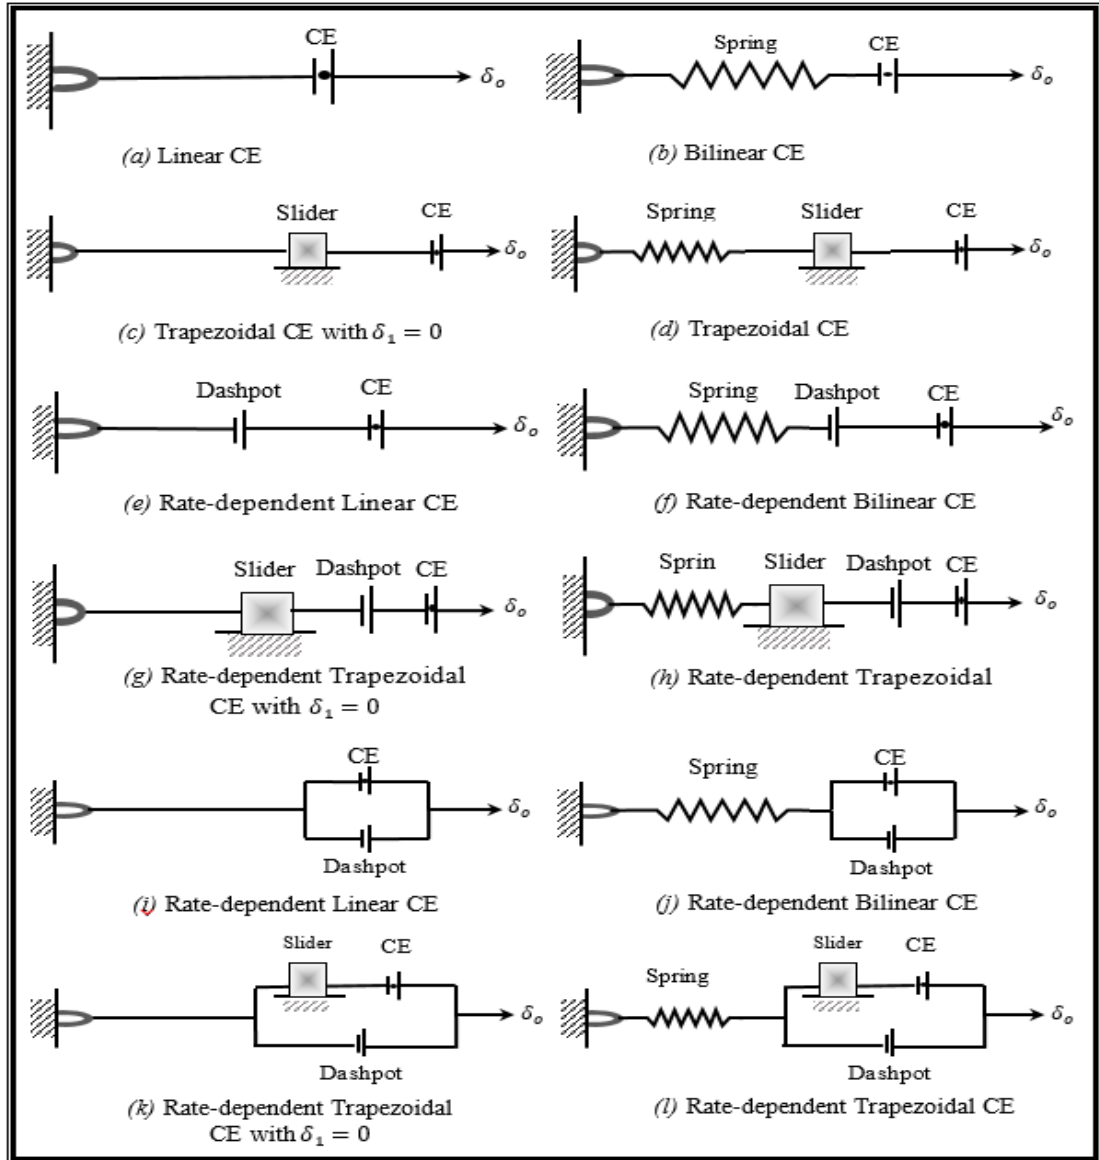 CE
δₒ
(a) Linear CE
Spring
CE
δₒ
(b) Bilinear CE
Slider
CE
δₒ
(c) Trapezoidal CE with δ₁ = 0
Spring
Slider
CE
δₒ
(d) Trapezoidal CE
Dashpot
CE
δₒ
(e) Rate-dependent Linear CE
Spring
Dashpot
CE
δₒ
(f) Rate-dependent Bilinear CE
Slider
Dashpot
CE
δₒ
(g) Rate-dependent Trapezoidal
CE with δ₁ = 0
Sprin
Slider
Dashpot
CE
δₒ
(h) Rate-dependent Trapezoidal
CE
δₒ
Dashpot
(i) Rate-dependent Linear CE
Spring
CE
δₒ
Dashpot
(j) Rate-dependent Bilinear CE
Slider
CE
δₒ
Dashpot
(k) Rate-dependent Trapezoidal
CE with δ₁ = 0
Spring
Slider
CE
δₒ
Dashpot
(l) Rate-dependent Trapezoidal CE